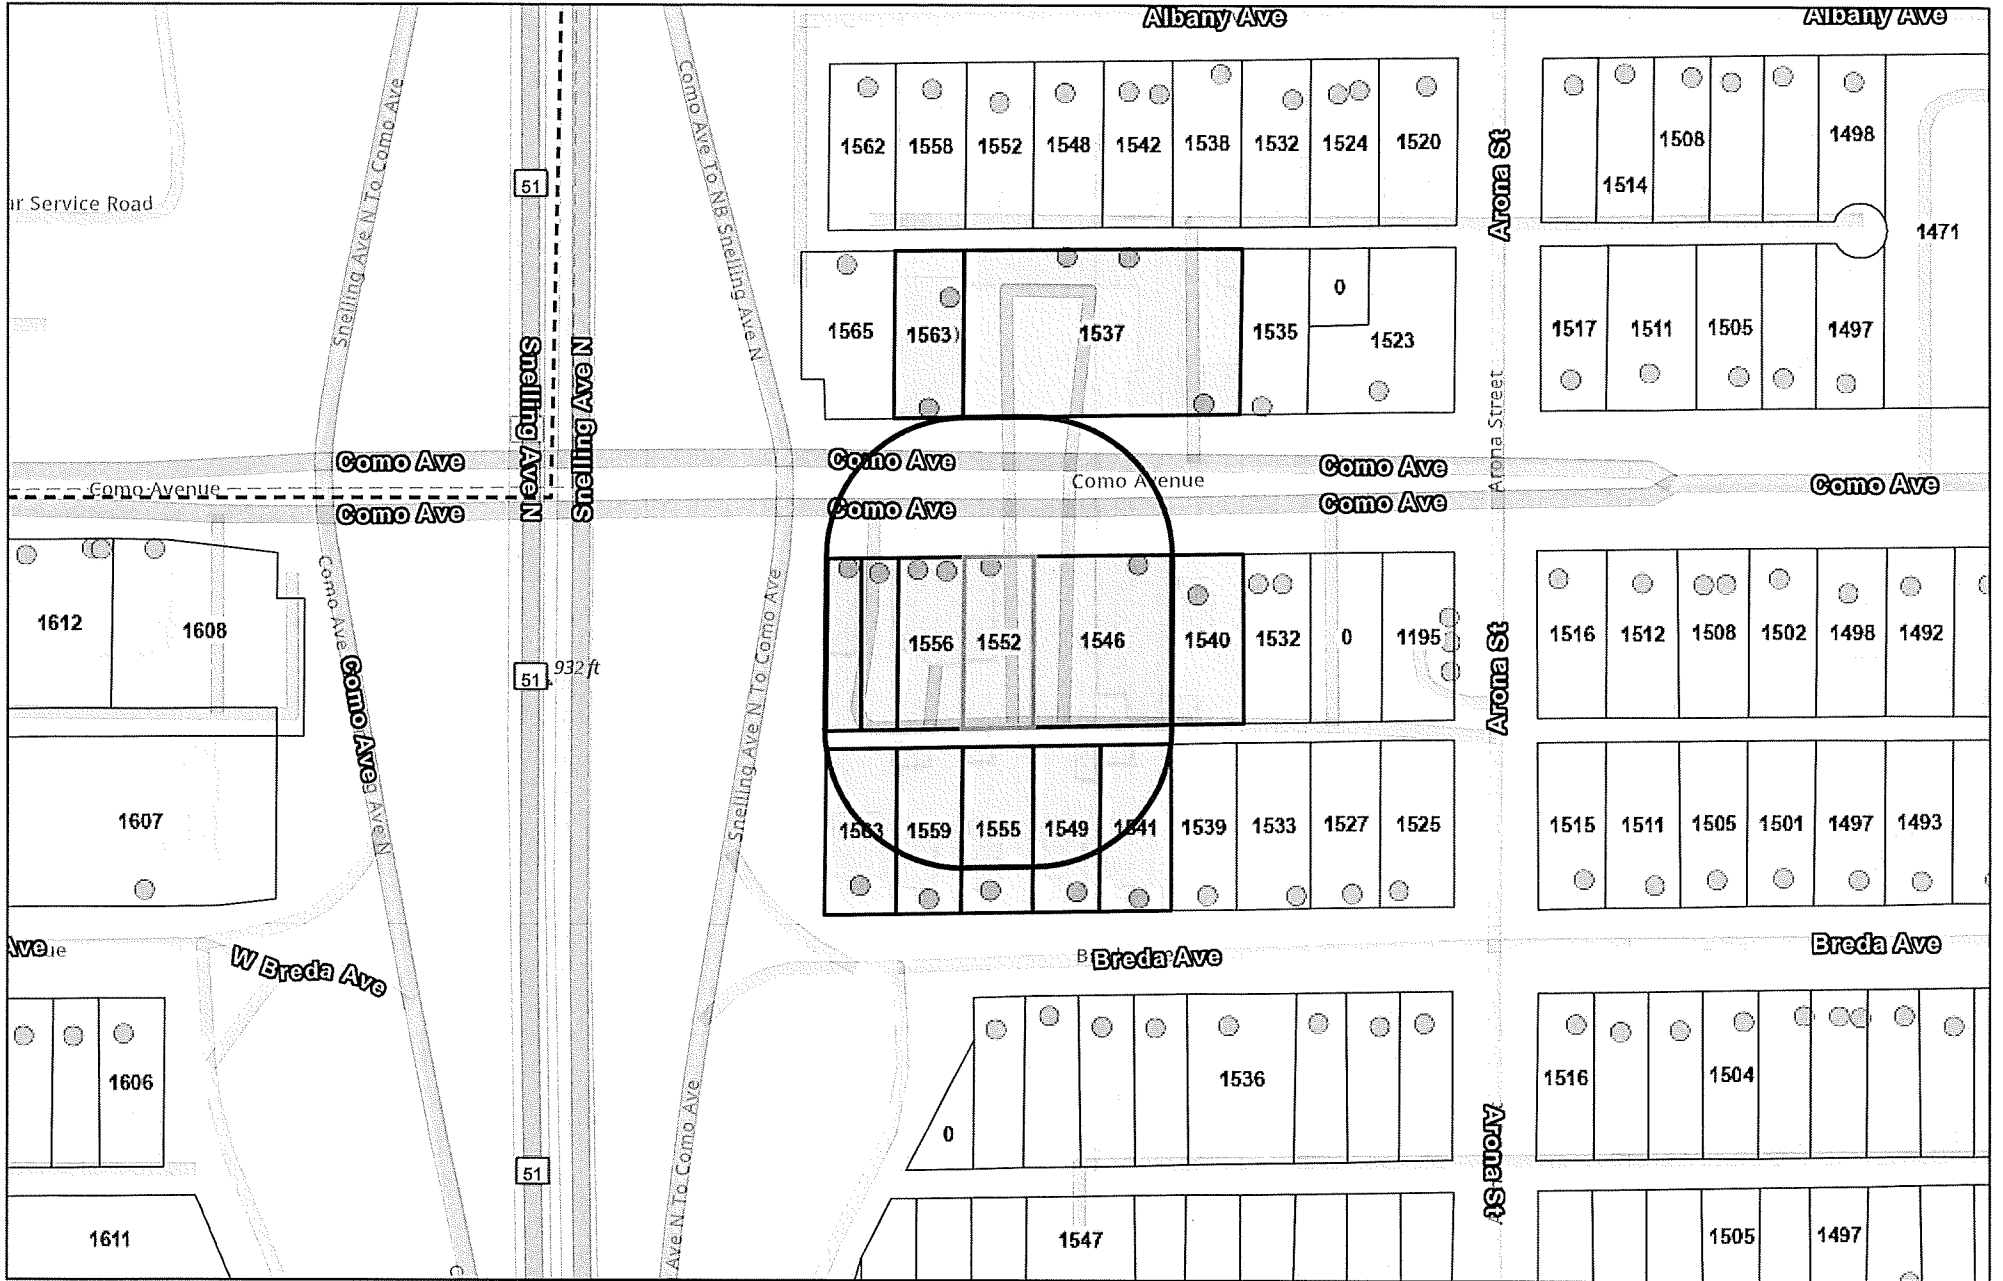 Albany Ave
Albany Ave
Como Ave To NB Snelling Ave N
Snelling Ave N To Como Ave
51
1562
1558
1552
1548
1542
1538
1532
1524
1520
1514
1508
1498
Arona St
Service Road
1471
1565
1563
1537
1535
0
1523
1517
1511
1505
1497
Snelling Ave N
Snelling Ave N
Arona Street
Como Ave
Como Ave
Como Ave
Como Avenue
Como Avenue
Como Ave
Como Ave
Como Ave
Como Ave
1612
1608
Como Ave
51
932 ft
1556
1552
1546
1540
1532
0
1195
Arona St
1516
1512
1508
1502
1498
1492
Snelling Ave N To Como Ave
1607
1563
1559
1555
1549
1541
1539
1533
1527
1525
1515
1511
1505
1501
1497
1493
Ave
W Breda Ave
Breda Ave
Breda Ave
1606
0
1536
1516
1504
Arona St
51
Ave N To Como Ave
1611
1547
1505
1497